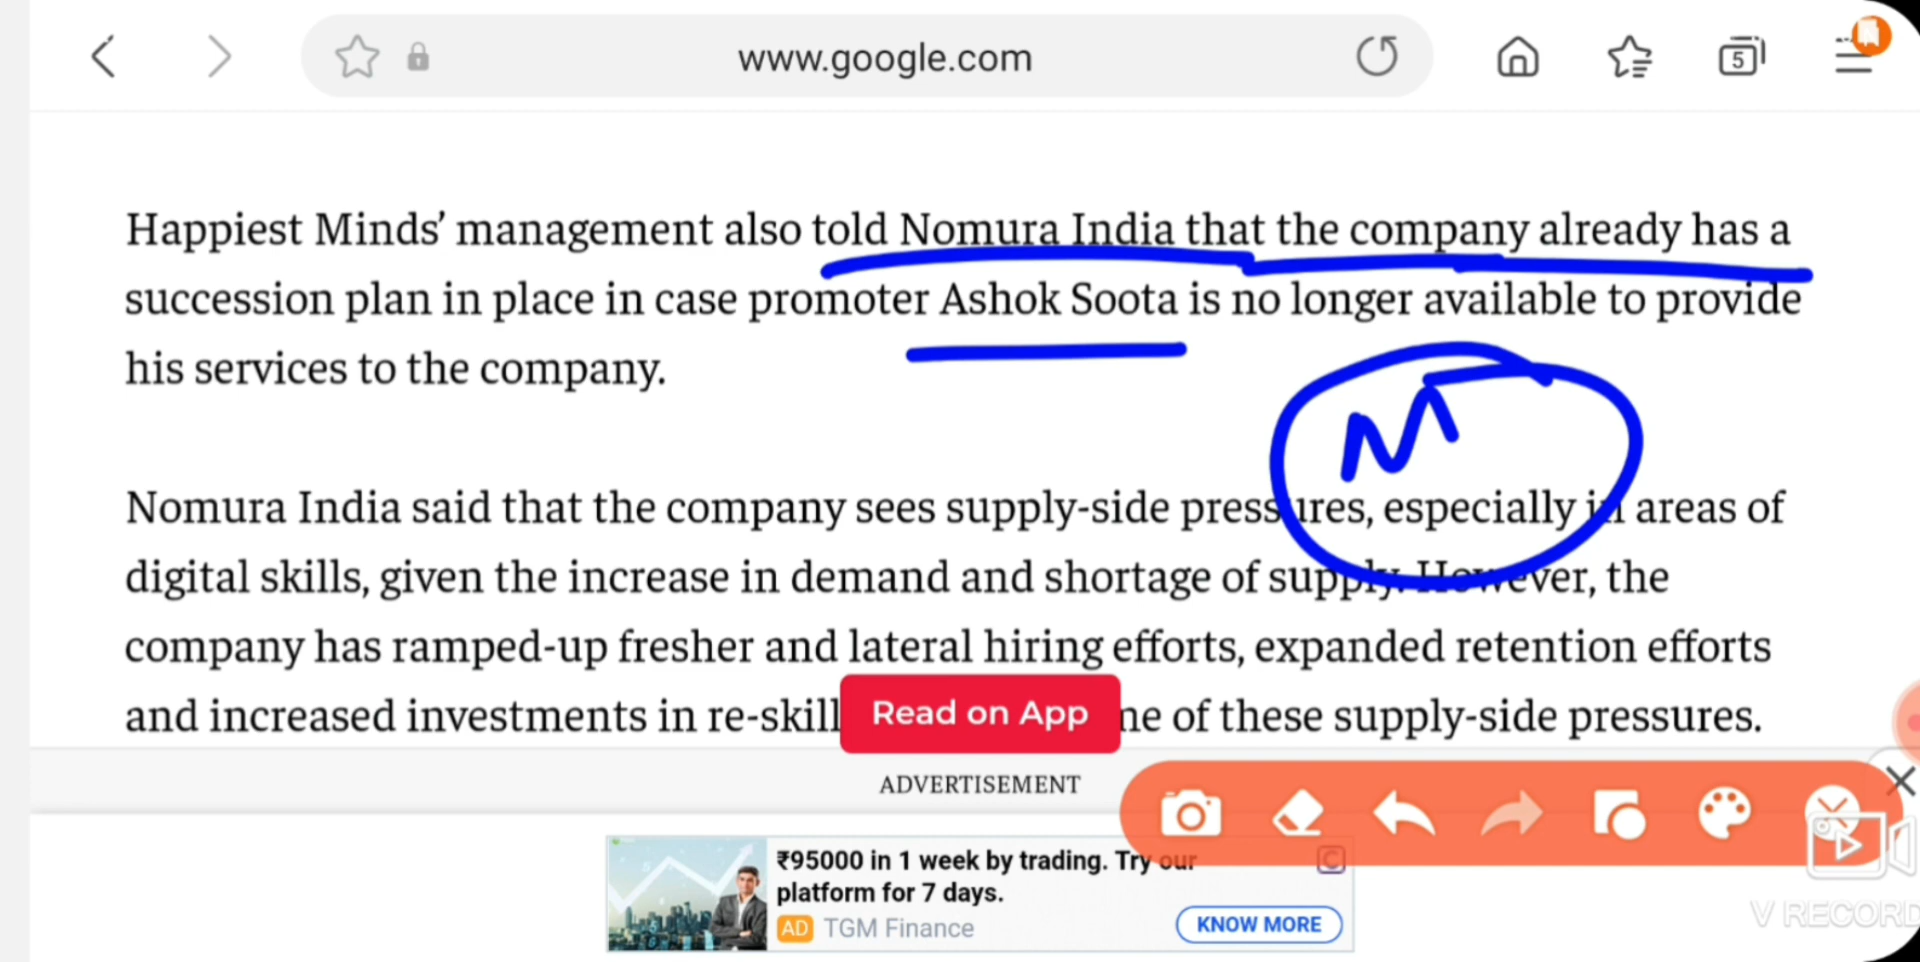 www.google.com
5
Happiest Minds’ management also told Nomura India that the company already has a
succession plan in place in case promoter Ashok Soota is no longer available to provide
his services to the company.
M
Nomura India said that the company sees supply-side pressures, especially in areas of
digital skills, given the increase in demand and shortage of supply. However, the
company has ramped-up fresher and lateral hiring efforts, expanded retention efforts
and increased investments in re-skill
Read on App
of these supply-side pressures.
ADVERTISEMENT
₹95000 in 1 week by trading. Try our
platform for 7 days.
AD TGM Finance
KNOW MORE
V RECORD